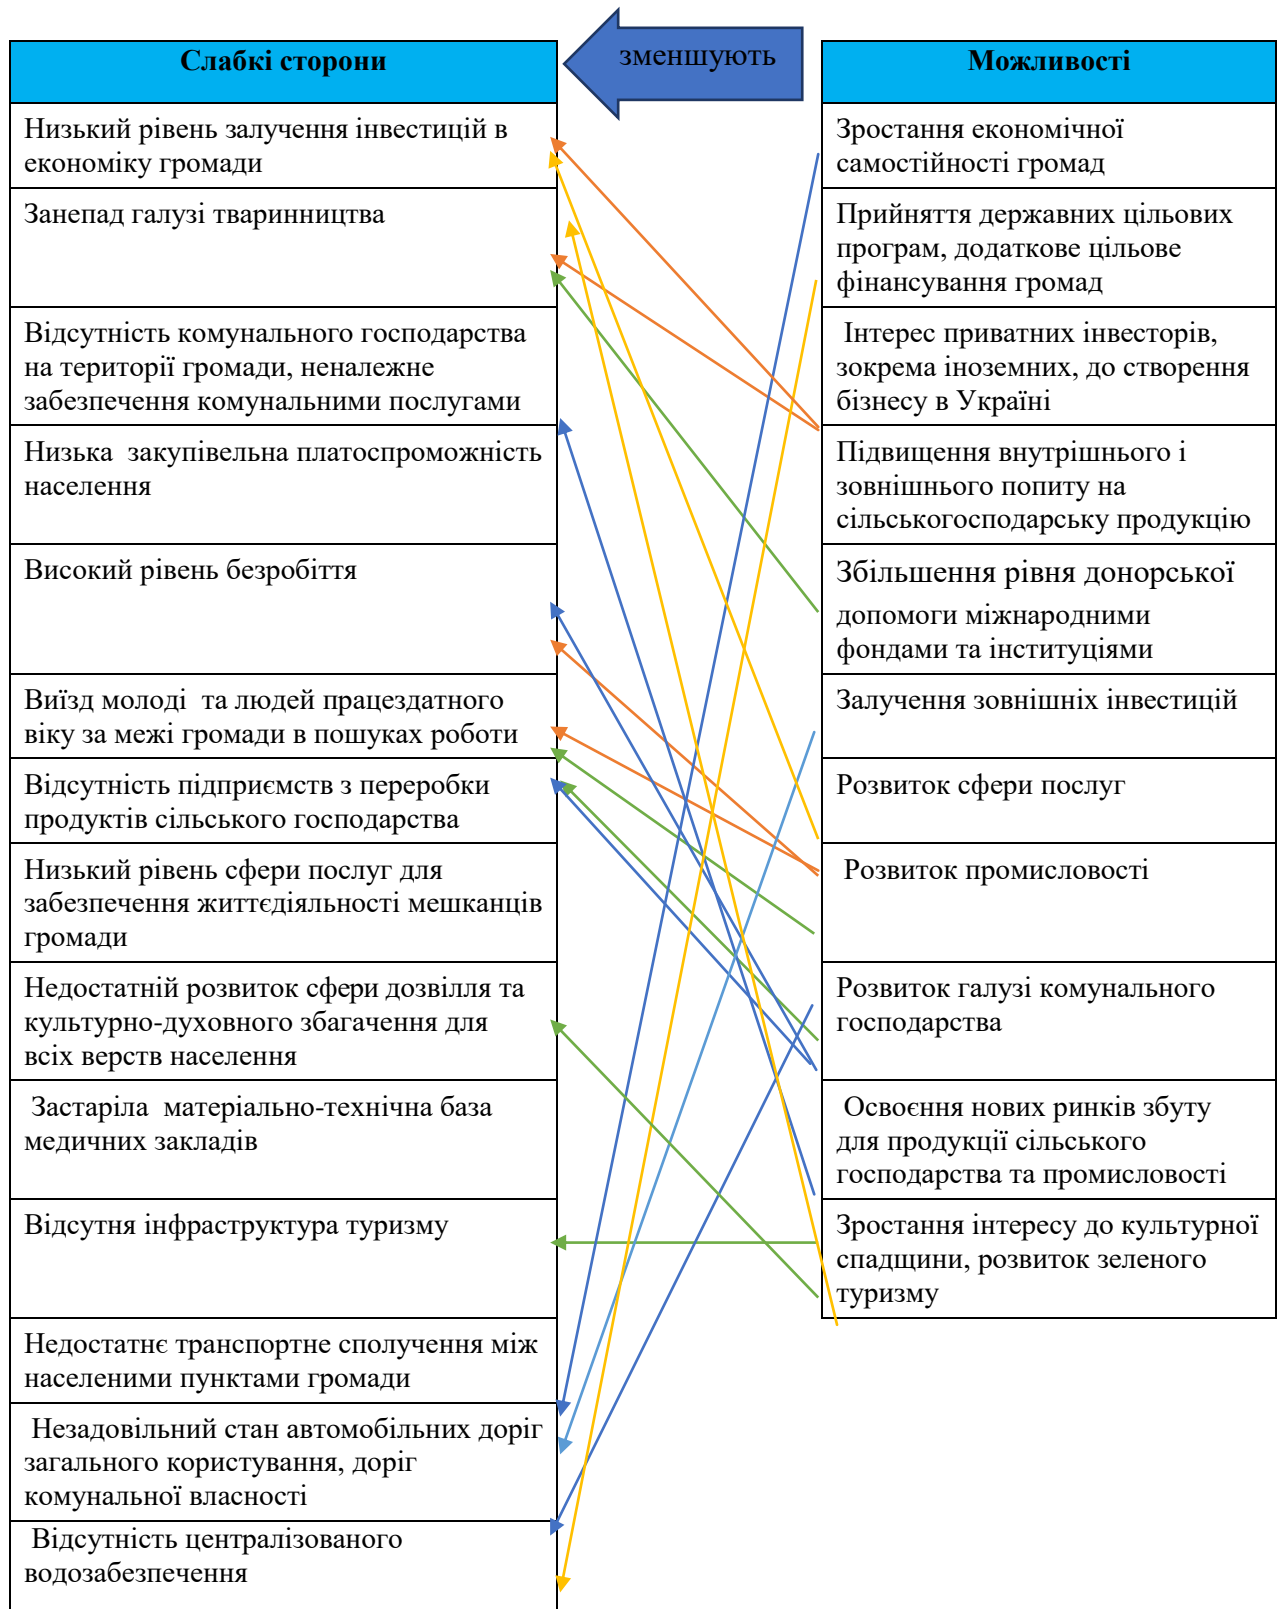 зменшують
Слабкі сторони
Низький рівень залучення інвестицій в
економіку громади
Занепад галузі тваринництва
Відсутність комунального господарства
на території громади, неналежне
забезпечення комунальними послугами
Низька закупівельна платоспроможність
населення
Високий рівень безробіття
Виїзд молоді та людей працездатного
віку за межі громади в пошуках роботи
Відсутність підприємств з переробки
продуктів сільського господарства
Низький рівень сфери послуг для
забезпечення життєдіяльності мешканців
громади
Недостатній розвиток сфери дозвілля та
культурно-духовного збагачення для
всіх верств населення
Застаріла матеріально-технічна база
медичних закладів
Відсутня інфраструктура туризму
Недостатнє транспортне сполучення між
населеними пунктами громади
Незадовільний стан автомобільних доріг
загального користування, доріг
комунальної власності
Відсутність централізованого
водозабезпечення
Можливості
Зростання економічної
самостійності громад
Прийняття державних цільових
програм, додаткове цільове
фінансування громад
Інтерес приватних інвесторів,
зокрема іноземних, до створення
бізнесу в Україні
Підвищення внутрішнього і
зовнішнього попиту на
сільськогосподарську продукцію
Збільшення рівня донорської
допомоги міжнародними
фондами та інституціями
Залучення зовнішніх інвестицій
Розвиток сфери послуг
Розвиток промисловості
Розвиток галузі комунального
господарства
Освоєння нових ринків збуту
для продукції сільського
господарства та промисловості
Зростання інтересу до культурної
спадщини, розвиток зеленого
туризму